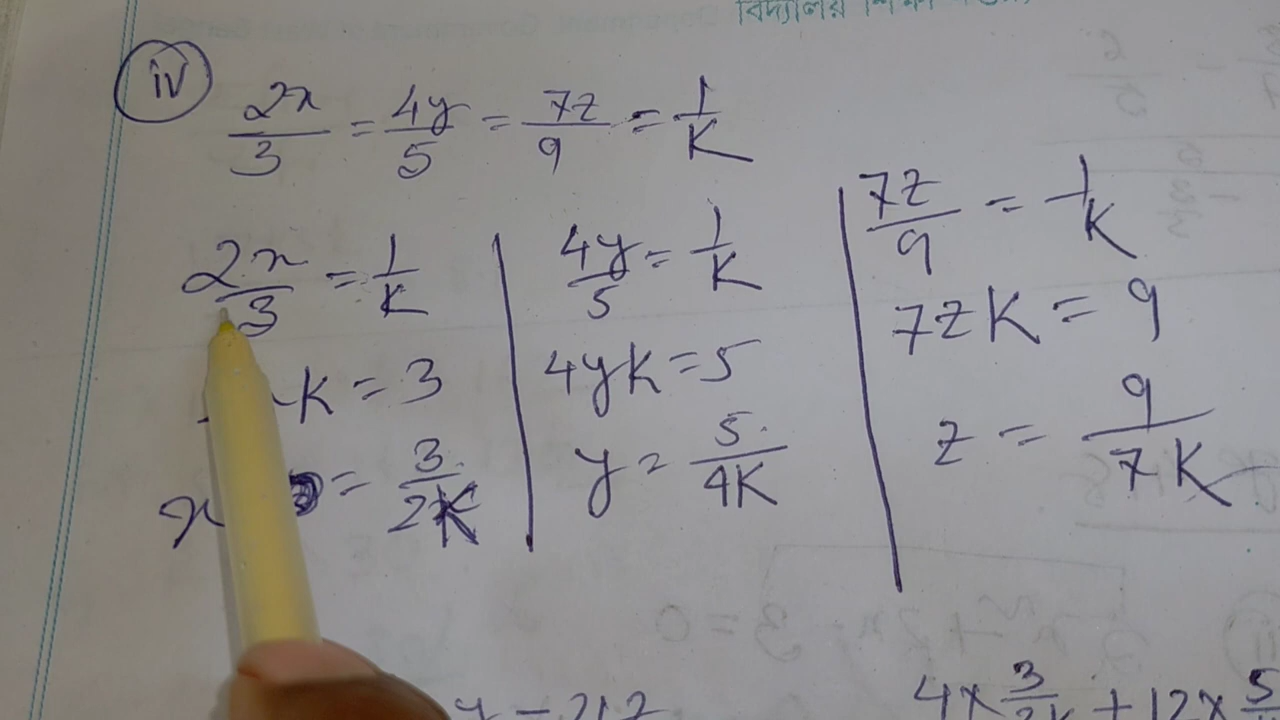 বিদ্যালয় শিক্ষা
iv
2x/3 = 4y/5 = 7z/9 = 1/K
2x/3 = 1/K
K = 3
x = 3/2K
4y/5 = 1/K
4yK = 5
y = 5/4K
7z/9 = 1/K
7zK = 9
z = 9/7K
4x 3/2K + 12x 5